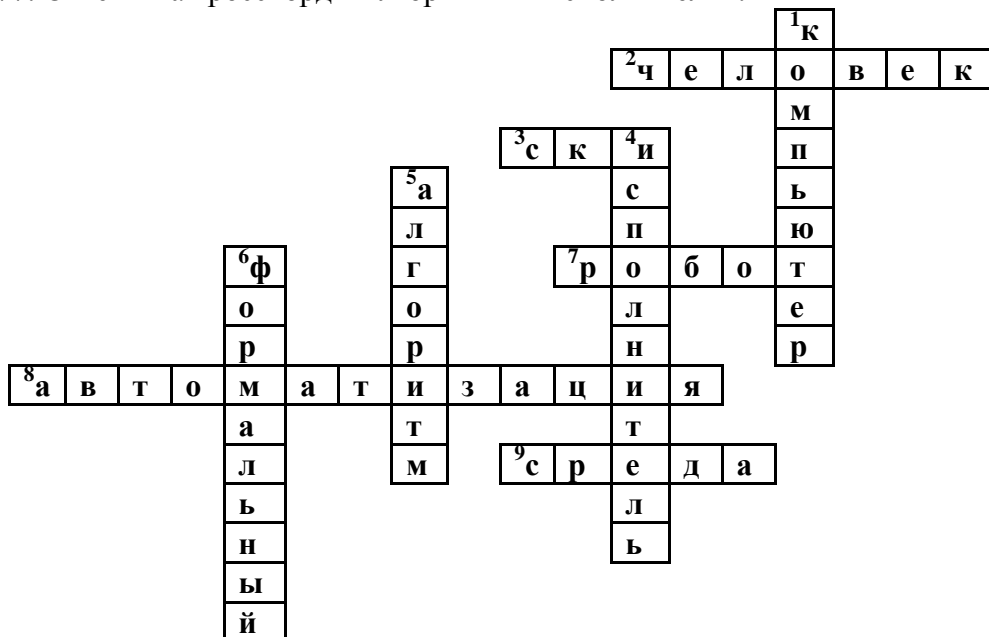 1к
2ч е л о в е к
м
3с к 4и п
5а с ь
л п ю
6ф г 7р о б о т
о о л е
р р н р
8а в т о м а т и з а ц и я
а т т
л м 9с р е д а
ь л
н ь
ы
й